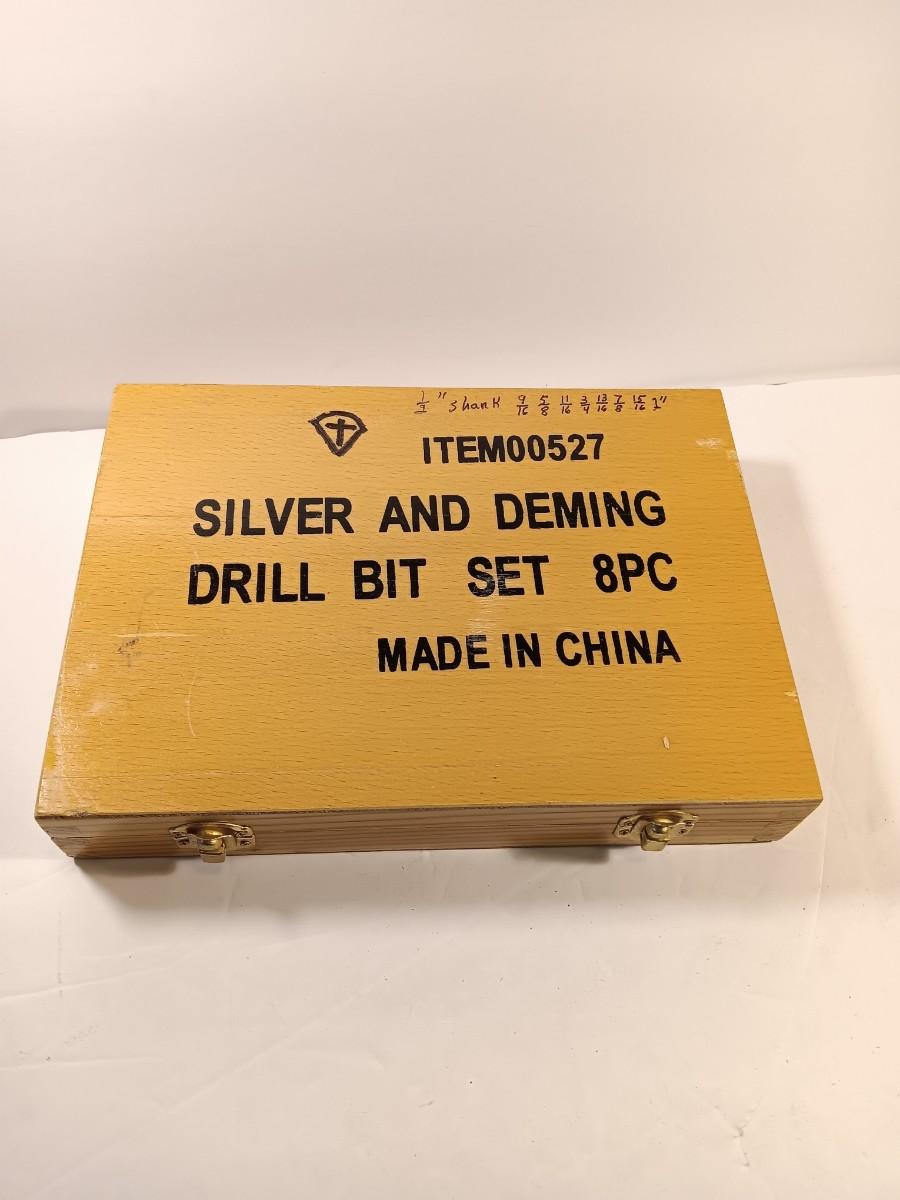 1/2" Shank 9/16 5/8 11/16 3/4 13/16 7/8 15/16 1"
ITEM00527
SILVER AND DEMING
DRILL BIT SET 8PC
MADE IN CHINA